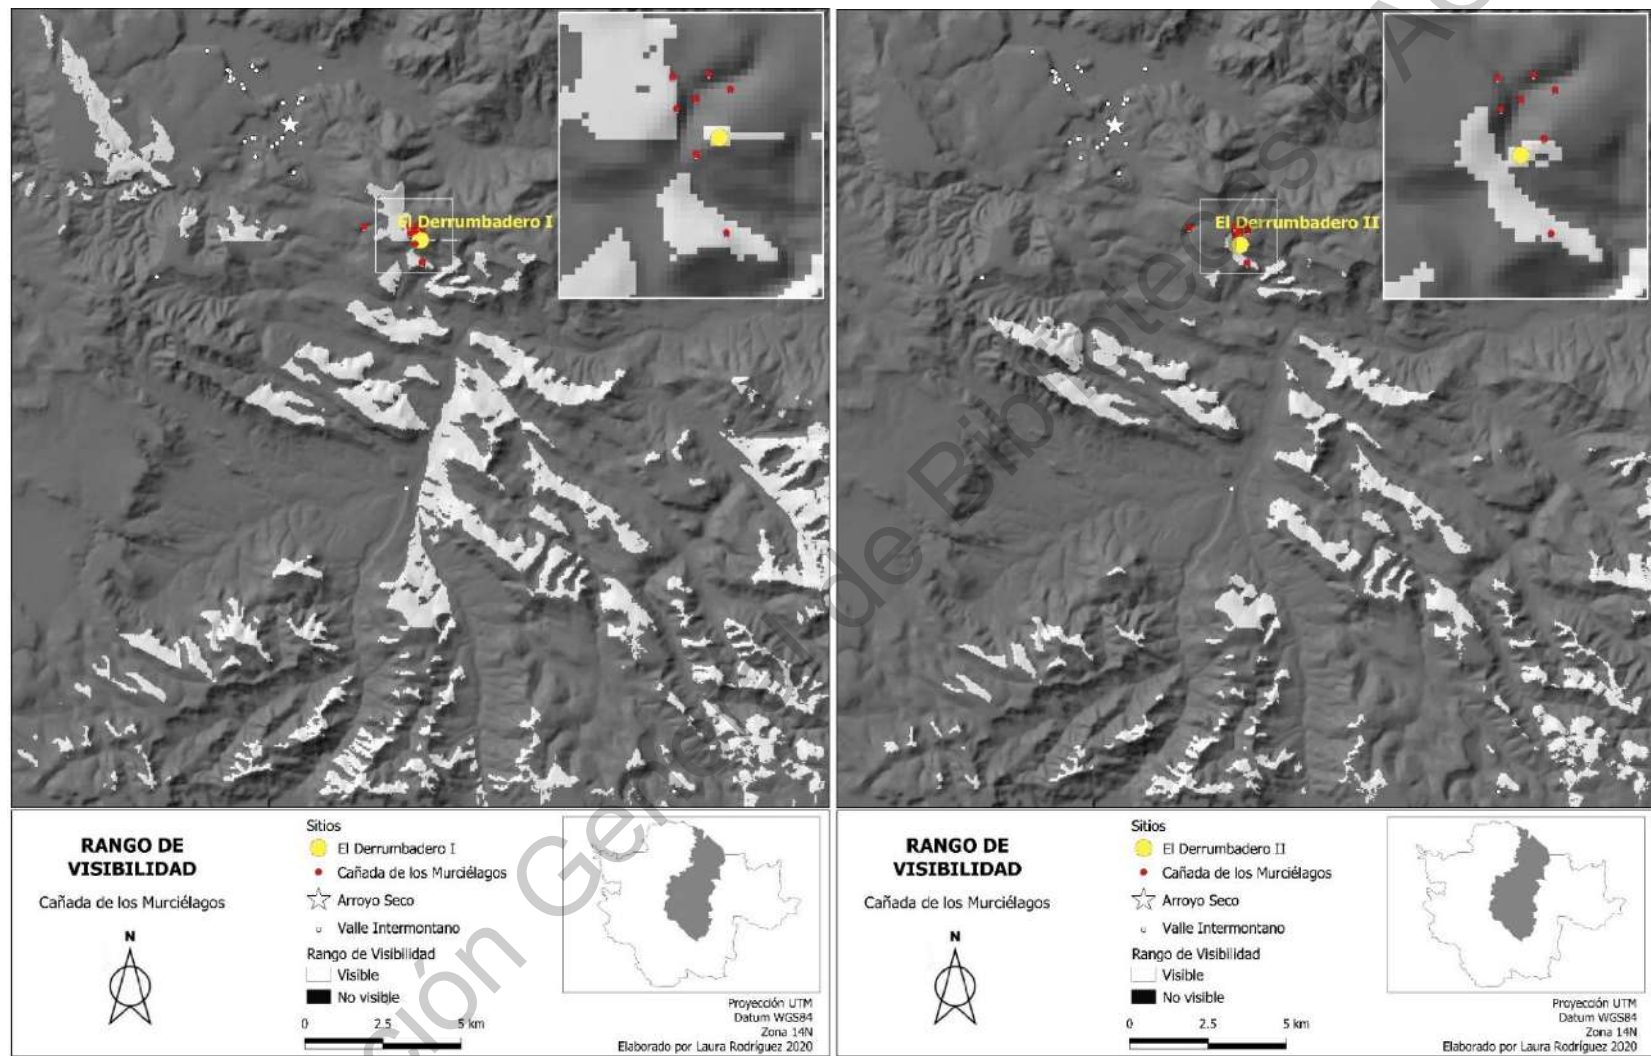 El Derrumbadero I
RANGO DE
VISIBILIDAD
Cañada de los Murciélagos
N
Sitios
El Derrumbadero I
Cañada de los Murciélagos
Arroyo Seco
Valle Intermontano
Rango de Visibilidad
Visible
No visible
0 2.5 5 km
Proyección UTM
Datum WGS84
Zona 14N
Elaborado por Laura Rodríguez 2020
El Derrumbadero II
RANGO DE
VISIBILIDAD
Cañada de los Murciélagos
N
Sitios
El Derrumbadero II
Cañada de los Murciélagos
Arroyo Seco
Valle Intermontano
Rango de Visibilidad
Visible
No visible
0 2.5 5 km
Proyección UTM
Datum WGS84
Zona 14N
Elaborado por Laura Rodríguez 2020
de Bibliotecas